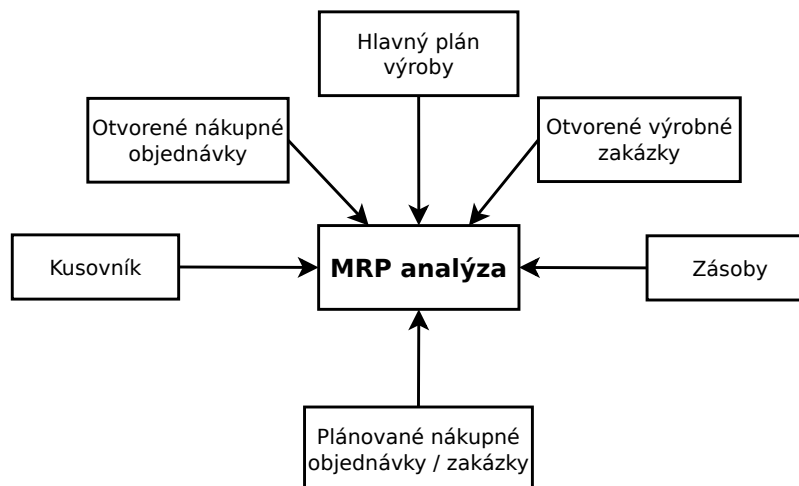 Hlavný plán
výroby
Otvorené nákupné
objednávky
Otvorené výrobné
zakázky
Kusovník
MRP analýza
Zásoby
Plánované nákupné
objednávky / zakázky